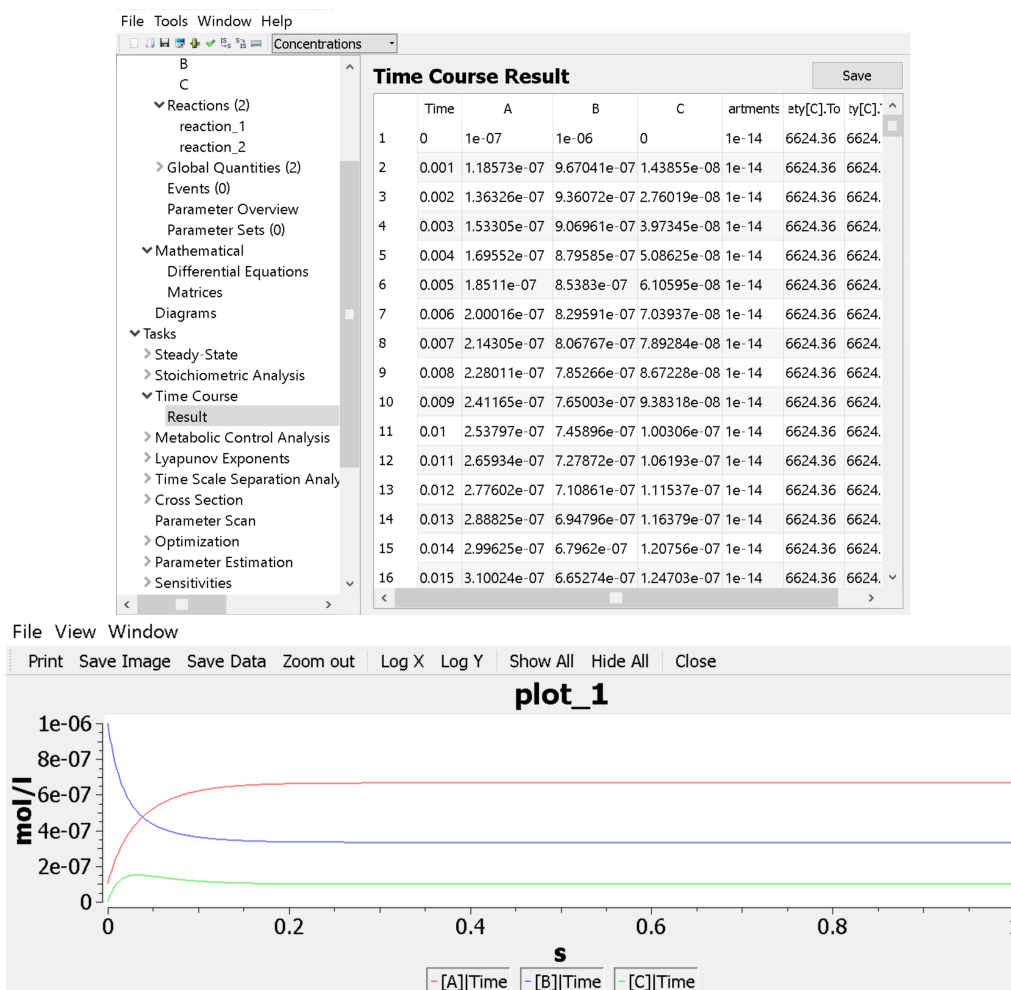 File Tools Window Help
Concentrations
B
C
Reactions (2)
reaction_1
reaction_2
Global Quantities (2)
Events (0)
Parameter Overview
Parameter Sets (0)
Mathematical
Differential Equations
Matrices
Diagrams
Tasks
Steady-State
Stoichiometric Analysis
Time Course
Result
Metabolic Control Analysis
Lyapunov Exponents
Time Scale Separation Analy
Cross Section
Parameter Scan
Optimization
Parameter Estimation
Sensitivities
Time Course Result
Save
Time A B C artments ety[C].To ty[C].
1 0 1e-07 1e-06 0 1e-14 6624.36 6624.
2 0.001 1.18573e-07 9.67041e-07 1.43855e-08 1e-14 6624.36 6624.
3 0.002 1.36326e-07 9.36072e-07 2.76019e-08 1e-14 6624.36 6624.
4 0.003 1.53305e-07 9.06961e-07 3.97345e-08 1e-14 6624.36 6624.
5 0.004 1.69552e-07 8.79585e-07 5.08625e-08 1e-14 6624.36 6624.
6 0.005 1.8511e-07 8.5383e-07 6.10595e-08 1e-14 6624.36 6624.
7 0.006 2.00016e-07 8.29591e-07 7.03937e-08 1e-14 6624.36 6624.
8 0.007 2.14305e-07 8.06767e-07 7.89284e-08 1e-14 6624.36 6624.
9 0.008 2.28011e-07 7.85266e-07 8.67228e-08 1e-14 6624.36 6624.
10 0.009 2.41165e-07 7.65003e-07 9.38318e-08 1e-14 6624.36 6624.
11 0.01 2.53797e-07 7.45896e-07 1.00306e-07 1e-14 6624.36 6624.
12 0.011 2.65934e-07 7.27872e-07 1.06193e-07 1e-14 6624.36 6624.
13 0.012 2.77602e-07 7.10861e-07 1.11537e-07 1e-14 6624.36 6624.
14 0.013 2.88825e-07 6.94796e-07 1.16379e-07 1e-14 6624.36 6624.
15 0.014 2.99625e-07 6.7962e-07 1.20756e-07 1e-14 6624.36 6624.
16 0.015 3.10024e-07 6.65274e-07 1.24703e-07 1e-14 6624.36 6624.
File View Window
Print Save Image Save Data Zoom out Log X Log Y Show All Hide All Close
plot_1
mol/l
1e-06
8e-07
6e-07
4e-07
2e-07
0
0 0.2 0.4 0.6 0.8
s
[A]|Time [B]|Time [C]|Time